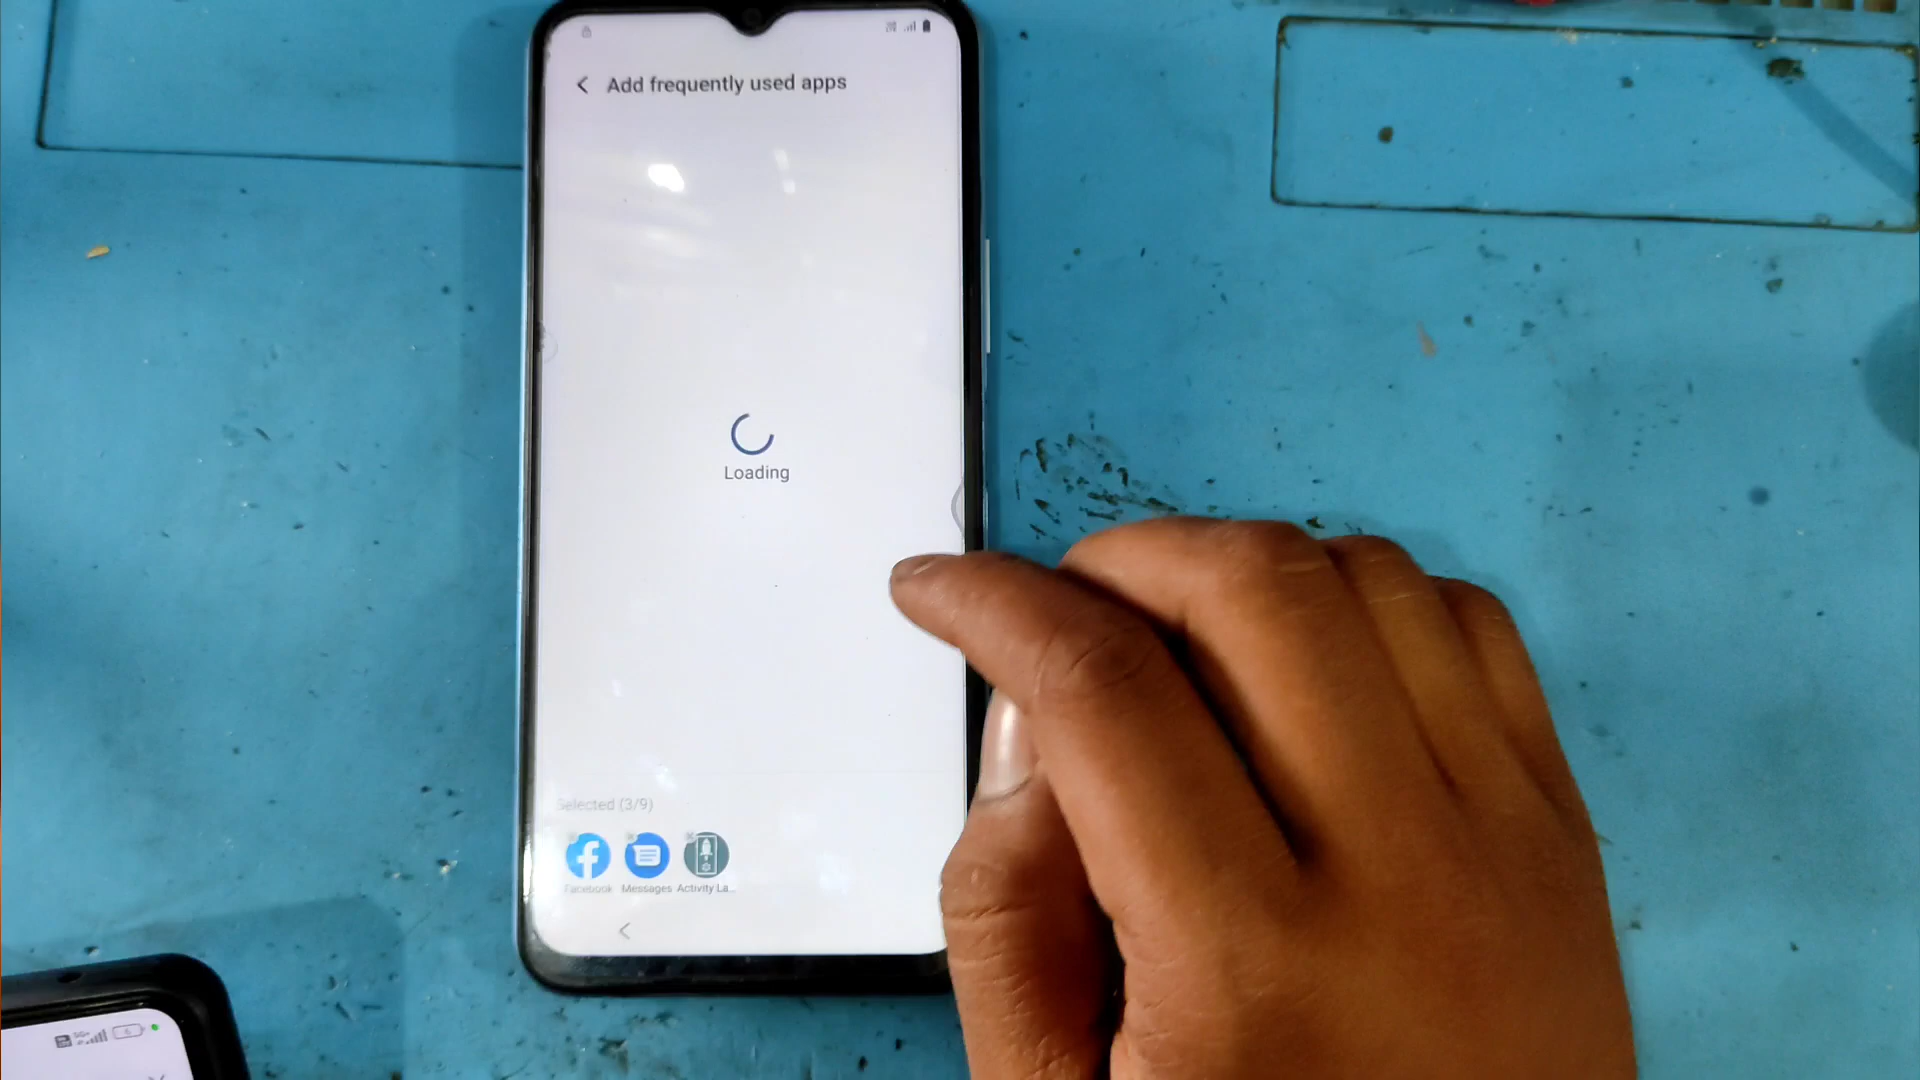 Add frequently used apps
Loading
Selected (3/9)
Facebook Messages Activity La...